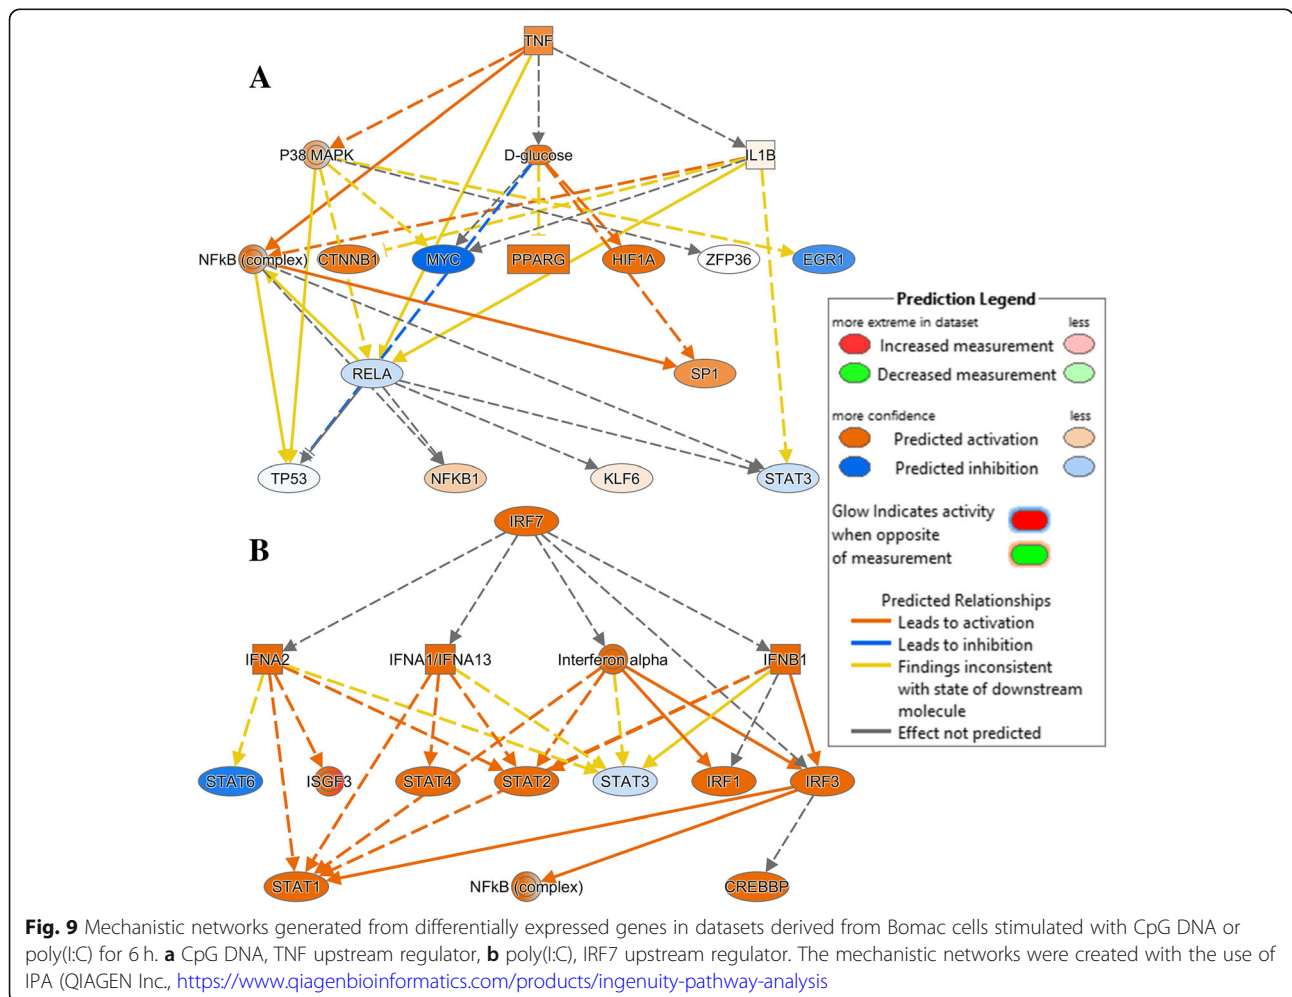 TNF
A
P38 MAPK
D-glucose
IL1B
NFkB (complex)
CTNNB1
MYC
PPARG
HIF1A
ZFP36
EGR1
RELA
SP1
TP53
NFKB1
KLF6
STAT3
Prediction Legend
more extreme in dataset less
Increased measurement
Decreased measurement
more confidence less
Predicted activation
Predicted inhibition
Glow Indicates activity
when opposite
of measurement
Predicted Relationships
Leads to activation
Leads to inhibition
Findings inconsistent
with state of downstream
molecule
Effect not predicted
IRF7
B
IFNA2
IFNA1/IFNA13
Interferon alpha
IFNB1
STAT6
ISGF3
STAT4
STAT2
STAT3
IRF1
IRF3
STAT1
NFkB (complex)
CREBBP
Fig. 9 Mechanistic networks generated from differentially expressed genes in datasets derived from Bomac cells stimulated with CpG DNA or
poly(I:C) for 6 h. a CpG DNA, TNF upstream regulator, b poly(I:C), IRF7 upstream regulator. The mechanistic networks were created with the use of
IPA (QIAGEN Inc., https://www.qiagenbioinformatics.com/products/ingenuity-pathway-analysis